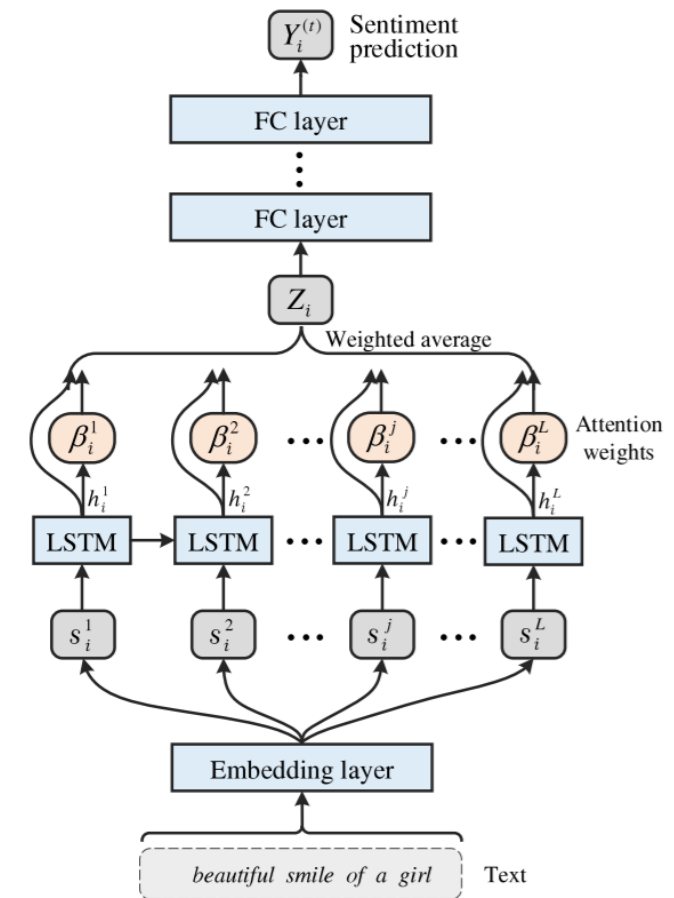 Y_i^(t) Sentiment
prediction
FC layer
⋮
FC layer
Z_i
Weighted average
β_i^1 β_i^2 ... β_i^j ... β_i^L Attention
weights
h_i^1 h_i^2 h_i^j h_i^L
LSTM LSTM ... LSTM ... LSTM
s_i^1 s_i^2 ... s_i^j ... s_i^L
Embedding layer
beautiful smile of a girl Text